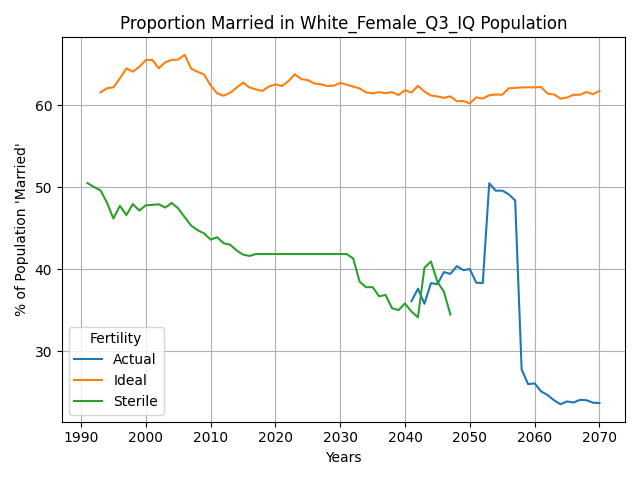 Proportion Married in White_Female_Q3_IQ Population
% of Population 'Married'
60
50
40
30
Fertility
Actual
Ideal
Sterile
1990 2000 2010 2020 2030 2040 2050 2060 2070
Years